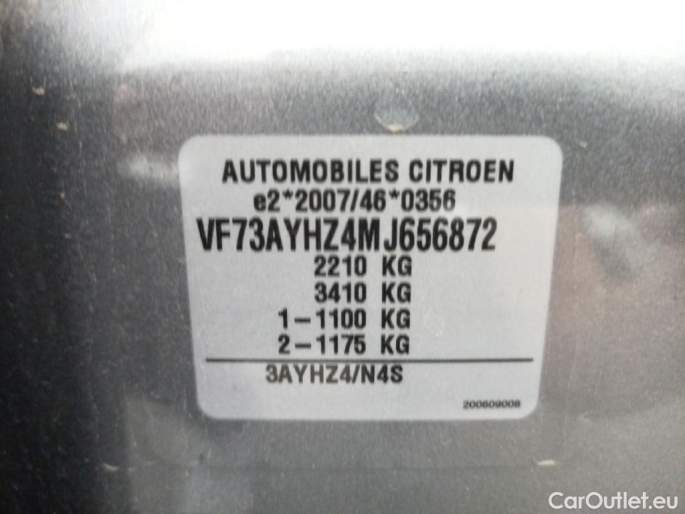 AUTOMOBILES CITROEN
e2*2007/46*0356
VF73AYHZ4MJ656872
2210 KG
3410 KG
1-1100 KG
2-1175 KG
3AYHZ4/N4S
200609008
CarOutlet.eu